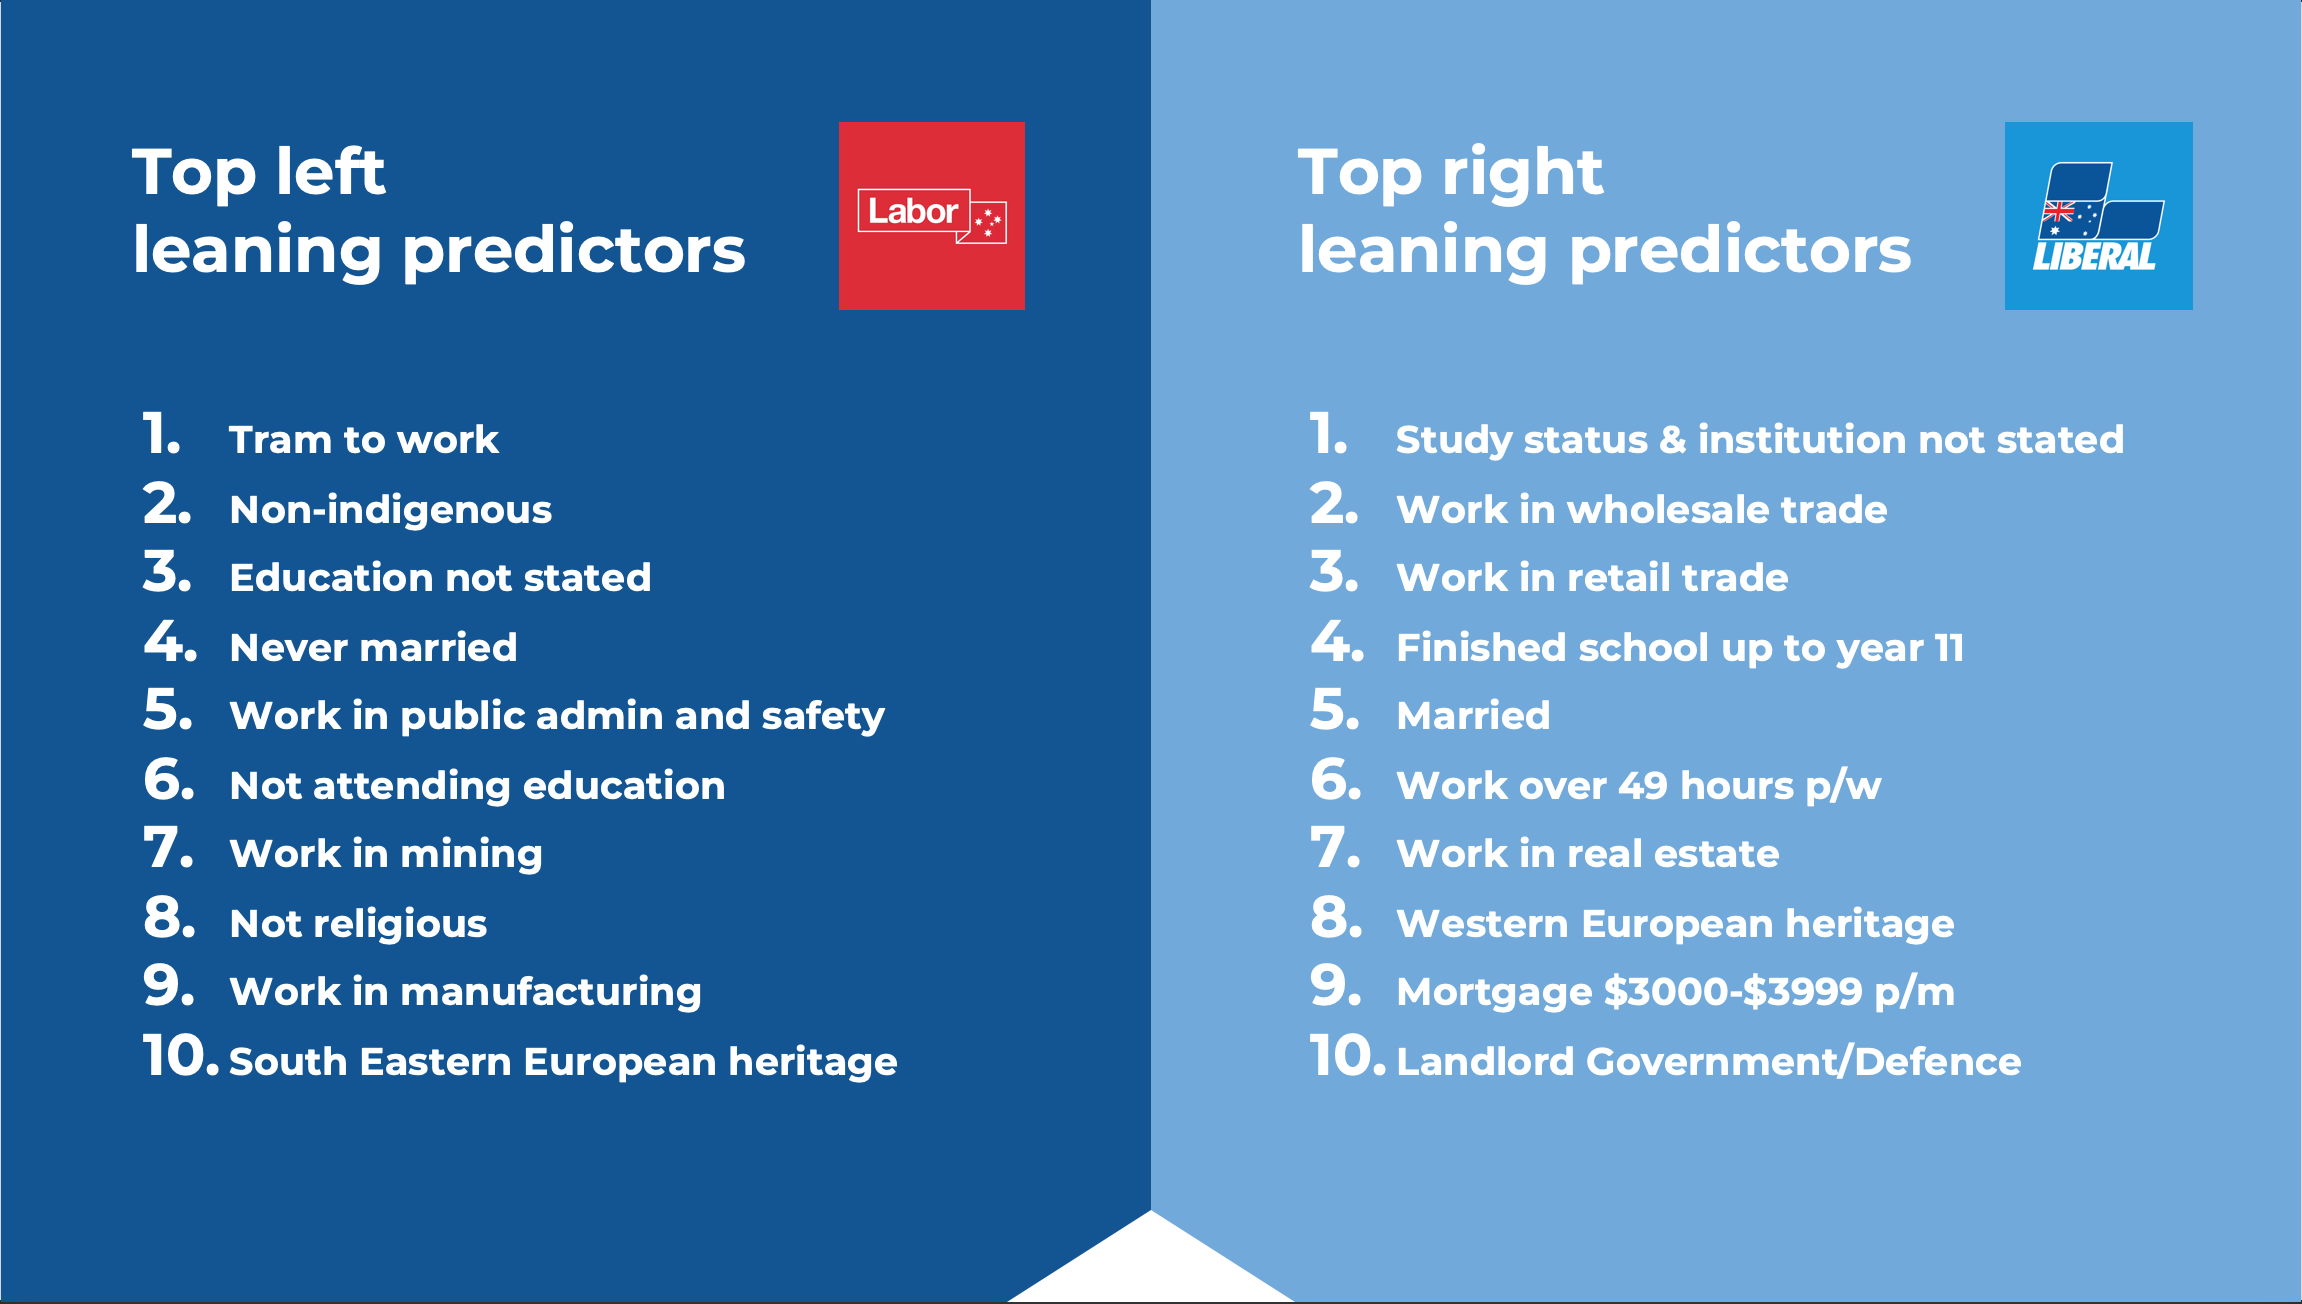 Top left
leaning predictors
Labor
1. Tram to work
2. Non-indigenous
3. Education not stated
4. Never married
5. Work in public admin and safety
6. Not attending education
7. Work in mining
8. Not religious
9. Work in manufacturing
10. South Eastern European heritage
Top right
leaning predictors
LIBERAL
1. Study status & institution not stated
2. Work in wholesale trade
3. Work in retail trade
4. Finished school up to year 11
5. Married
6. Work over 49 hours p/w
7. Work in real estate
8. Western European heritage
9. Mortgage $3000-$3999 p/m
10. Landlord Government/Defence